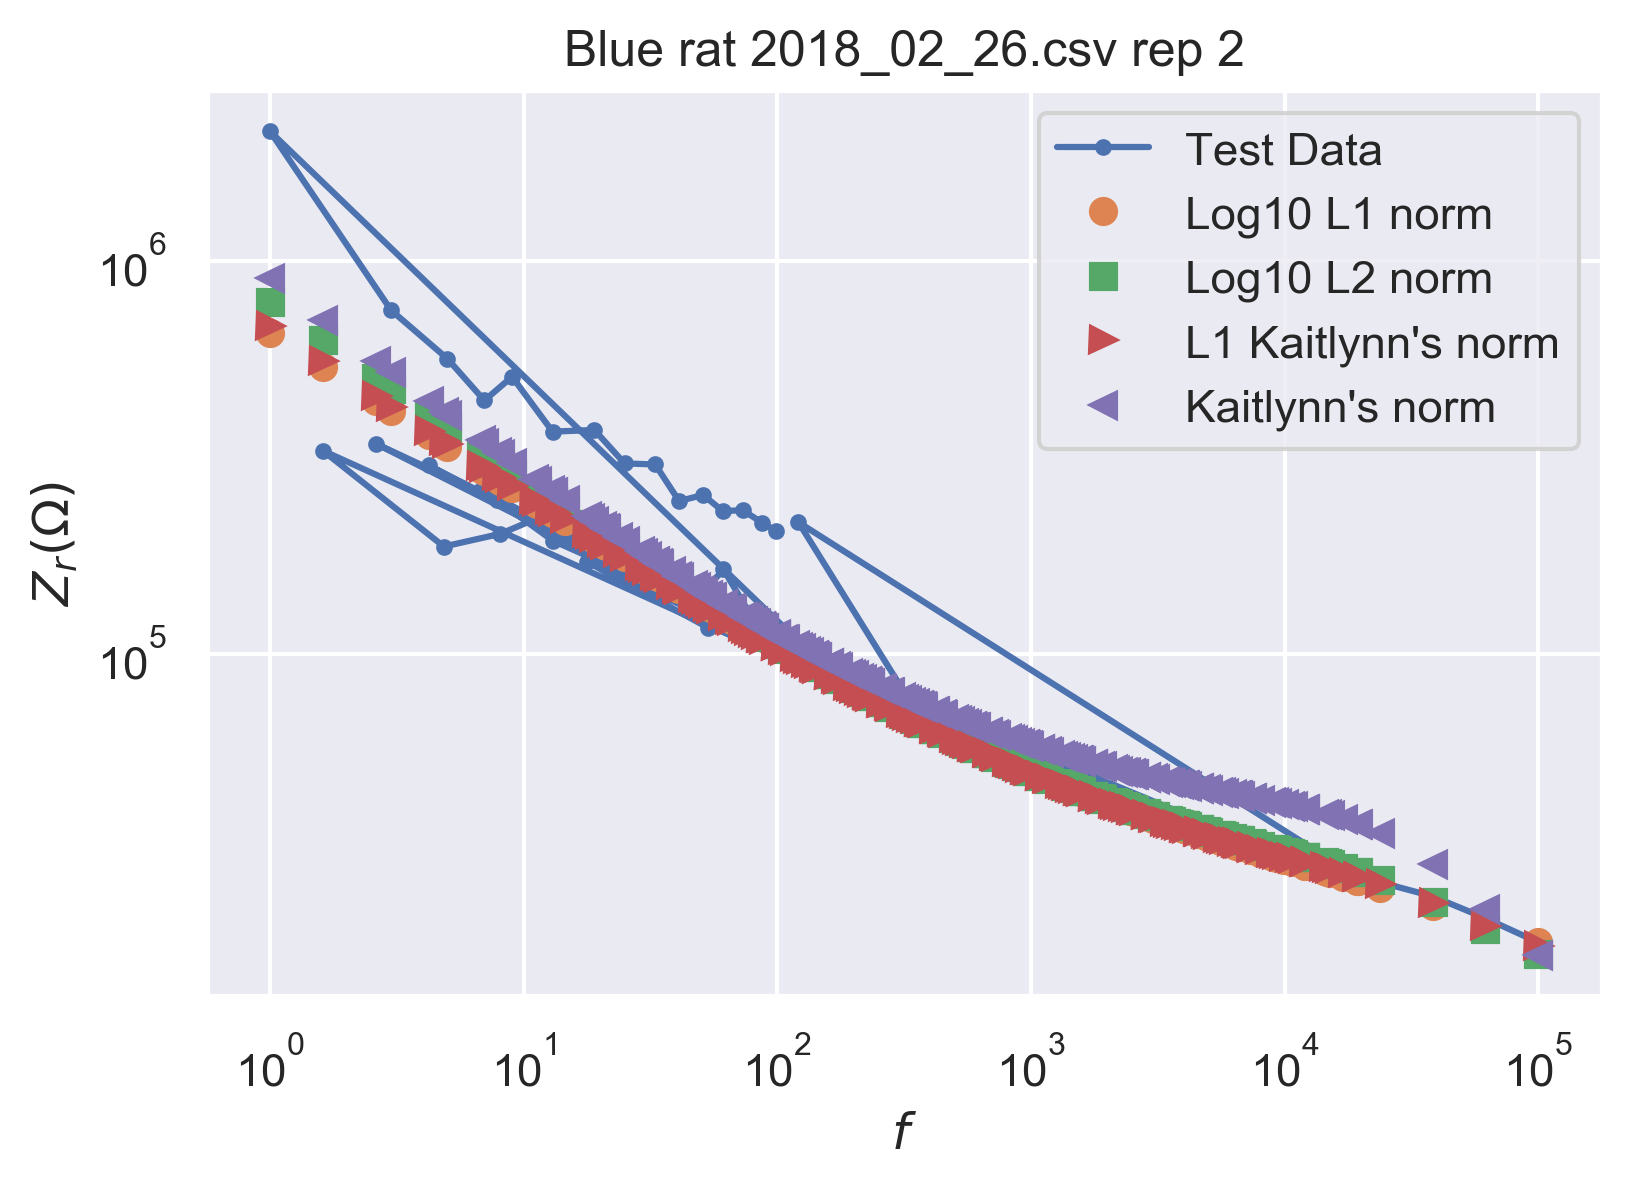 Blue rat 2018_02_26.csv rep 2
Test Data
Log10 L1 norm
Log10 L2 norm
L1 Kaitlynn's norm
Kaitlynn's norm
10^6
10^5
Z_r(Ω)
10^0 10^1 10^2 10^3 10^4 10^5
f